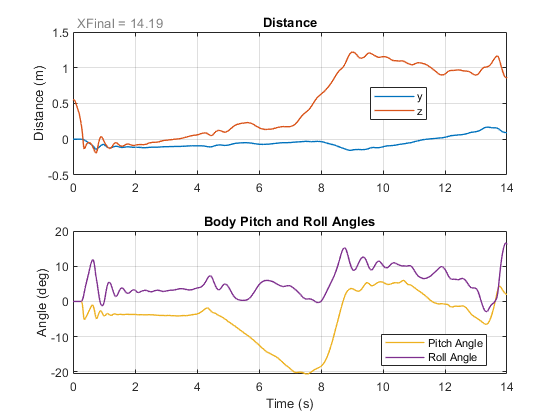 XFinal = 14.19
Distance
1.5
1
0.5
0
-0.5
Distance (m)
y
z
0 2 4 6 8 10 12 14
Body Pitch and Roll Angles
20
10
0
-10
-20
Angle (deg)
Pitch Angle
Roll Angle
0 2 4 6 8 10 12 14
Time (s)